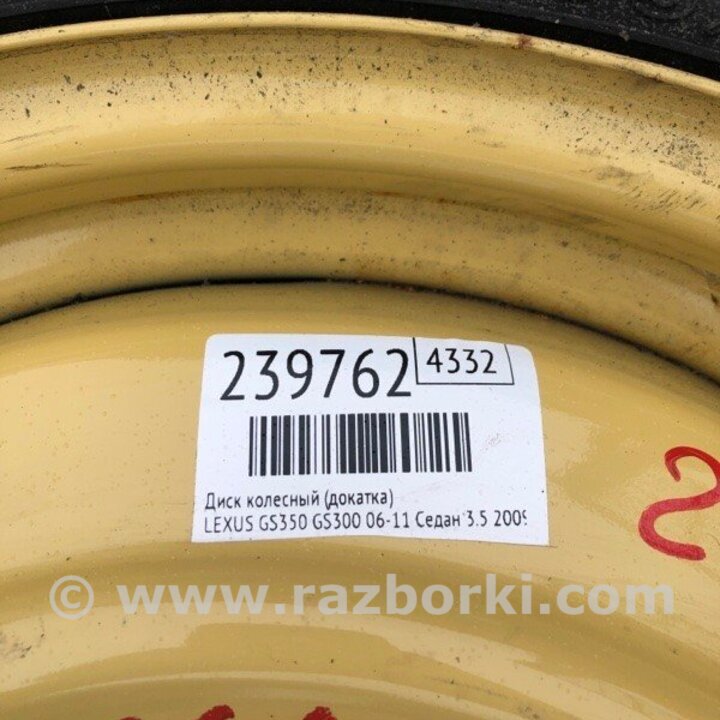 239762 4332
Диск колесный (докатка)
LEXUS GS350 GS300 06-11 Седан 3.5 2009
© www.razborki.com